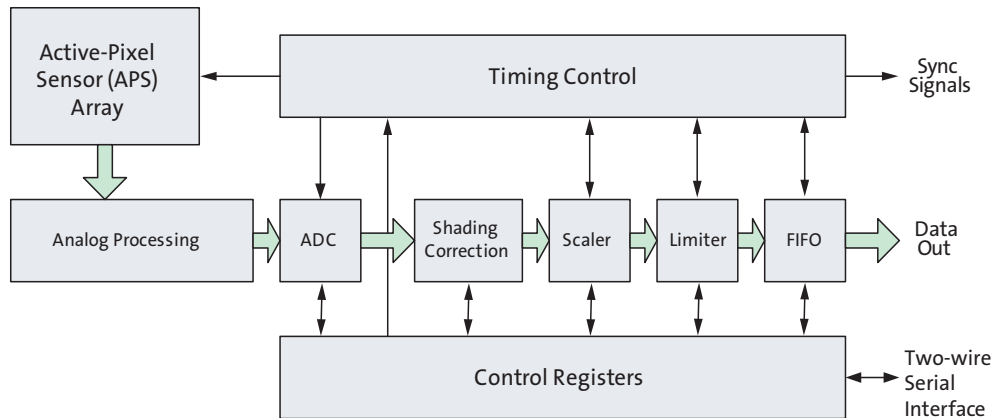 Active-Pixel
Sensor (APS)
Array
Timing Control
Sync
Signals
Analog Processing
ADC
Shading
Correction
Scaler
Limiter
FIFO
Data
Out
Control Registers
Two-wire
Serial
Interface